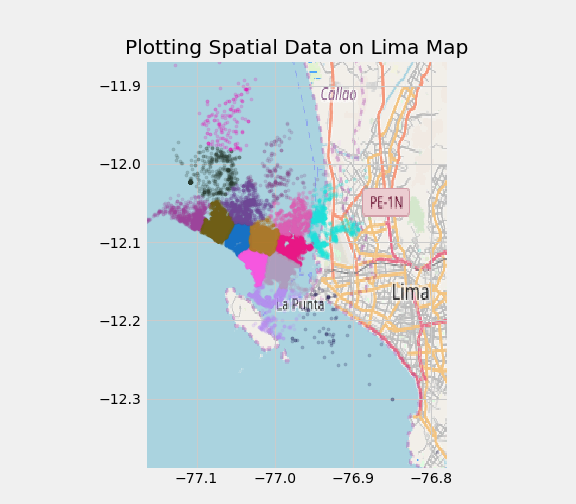 Plotting Spatial Data on Lima Map
−11.9
Callao
−12.0
PE-1N
−12.1
Lima
La Punta
−12.2
−12.3
−77.1
−77.0
−76.9
−76.8